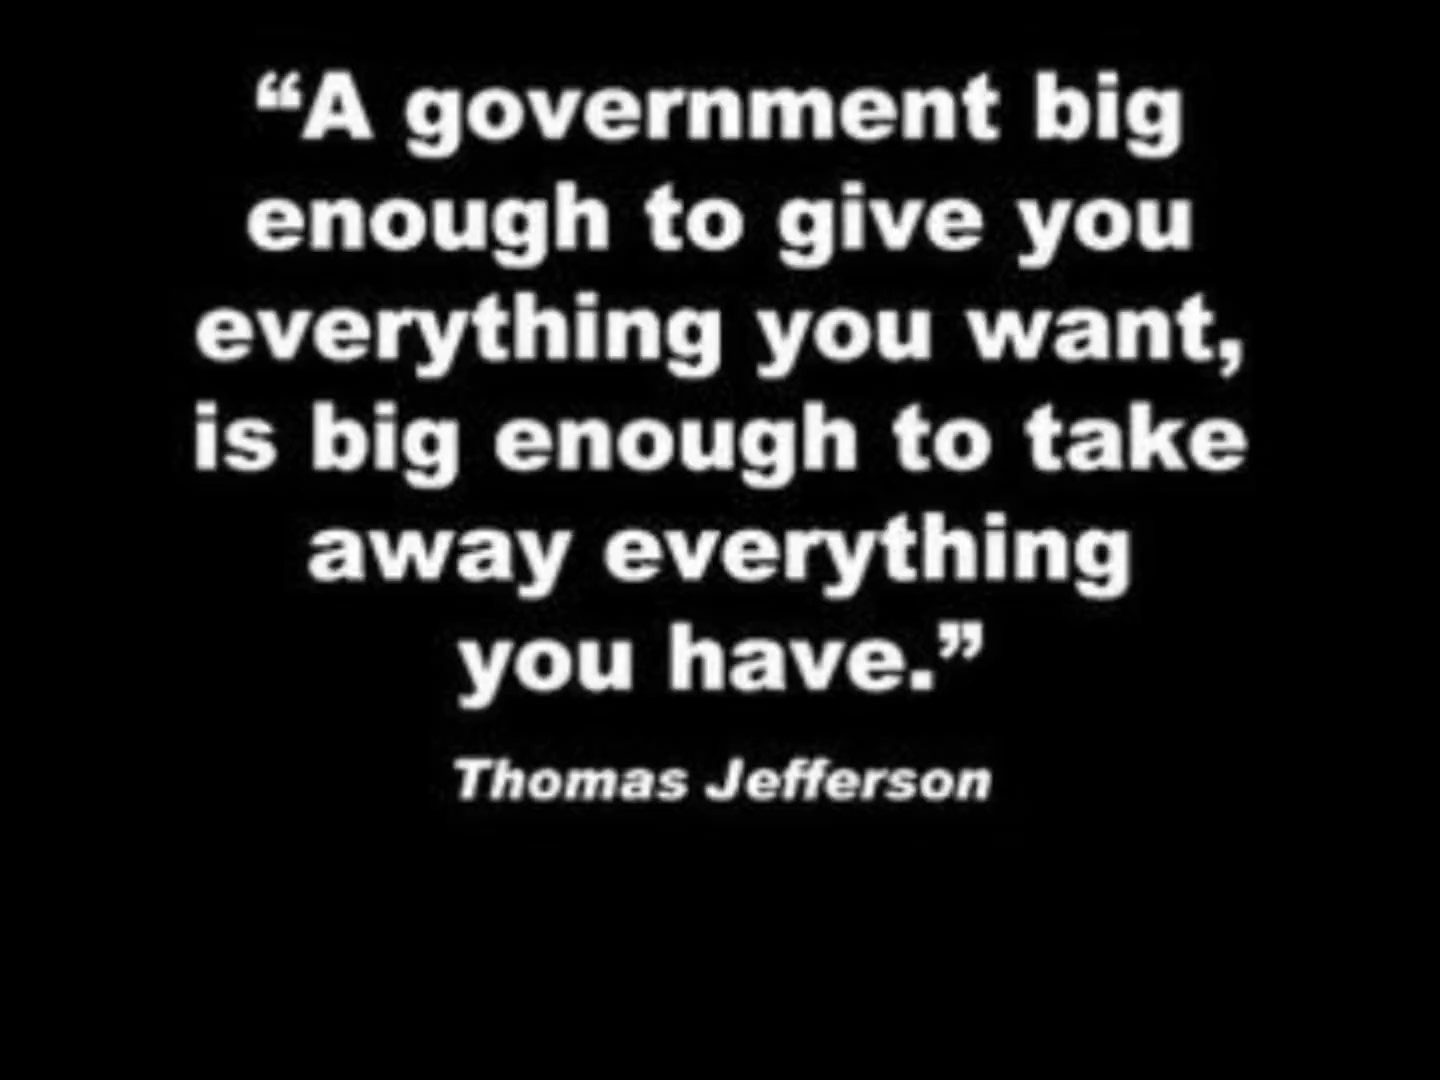 “A government big
enough to give you
everything you want,
is big enough to take
away everything
you have.”
Thomas Jefferson